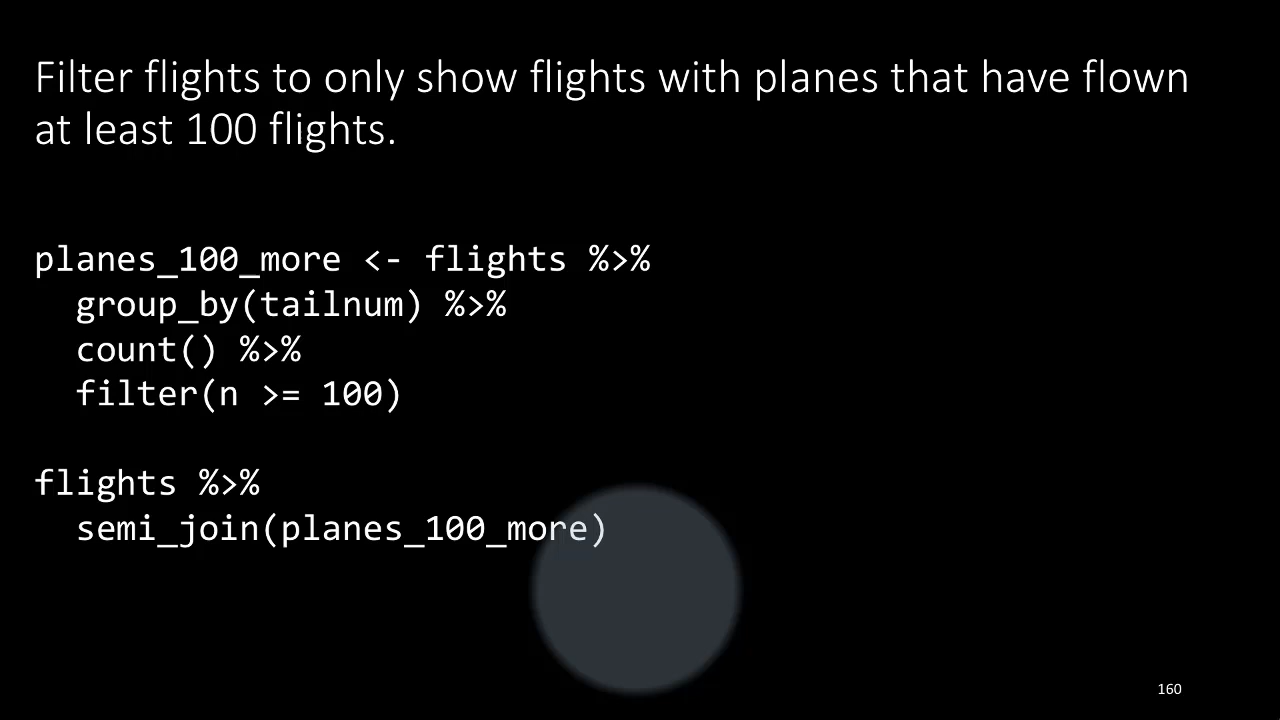 Filter flights to only show flights with planes that have flown
at least 100 flights.
planes_100_more <- flights %>%
  group_by(tailnum) %>%
  count() %>%
  filter(n >= 100)
flights %>%
  semi_join(planes_100_more)
160